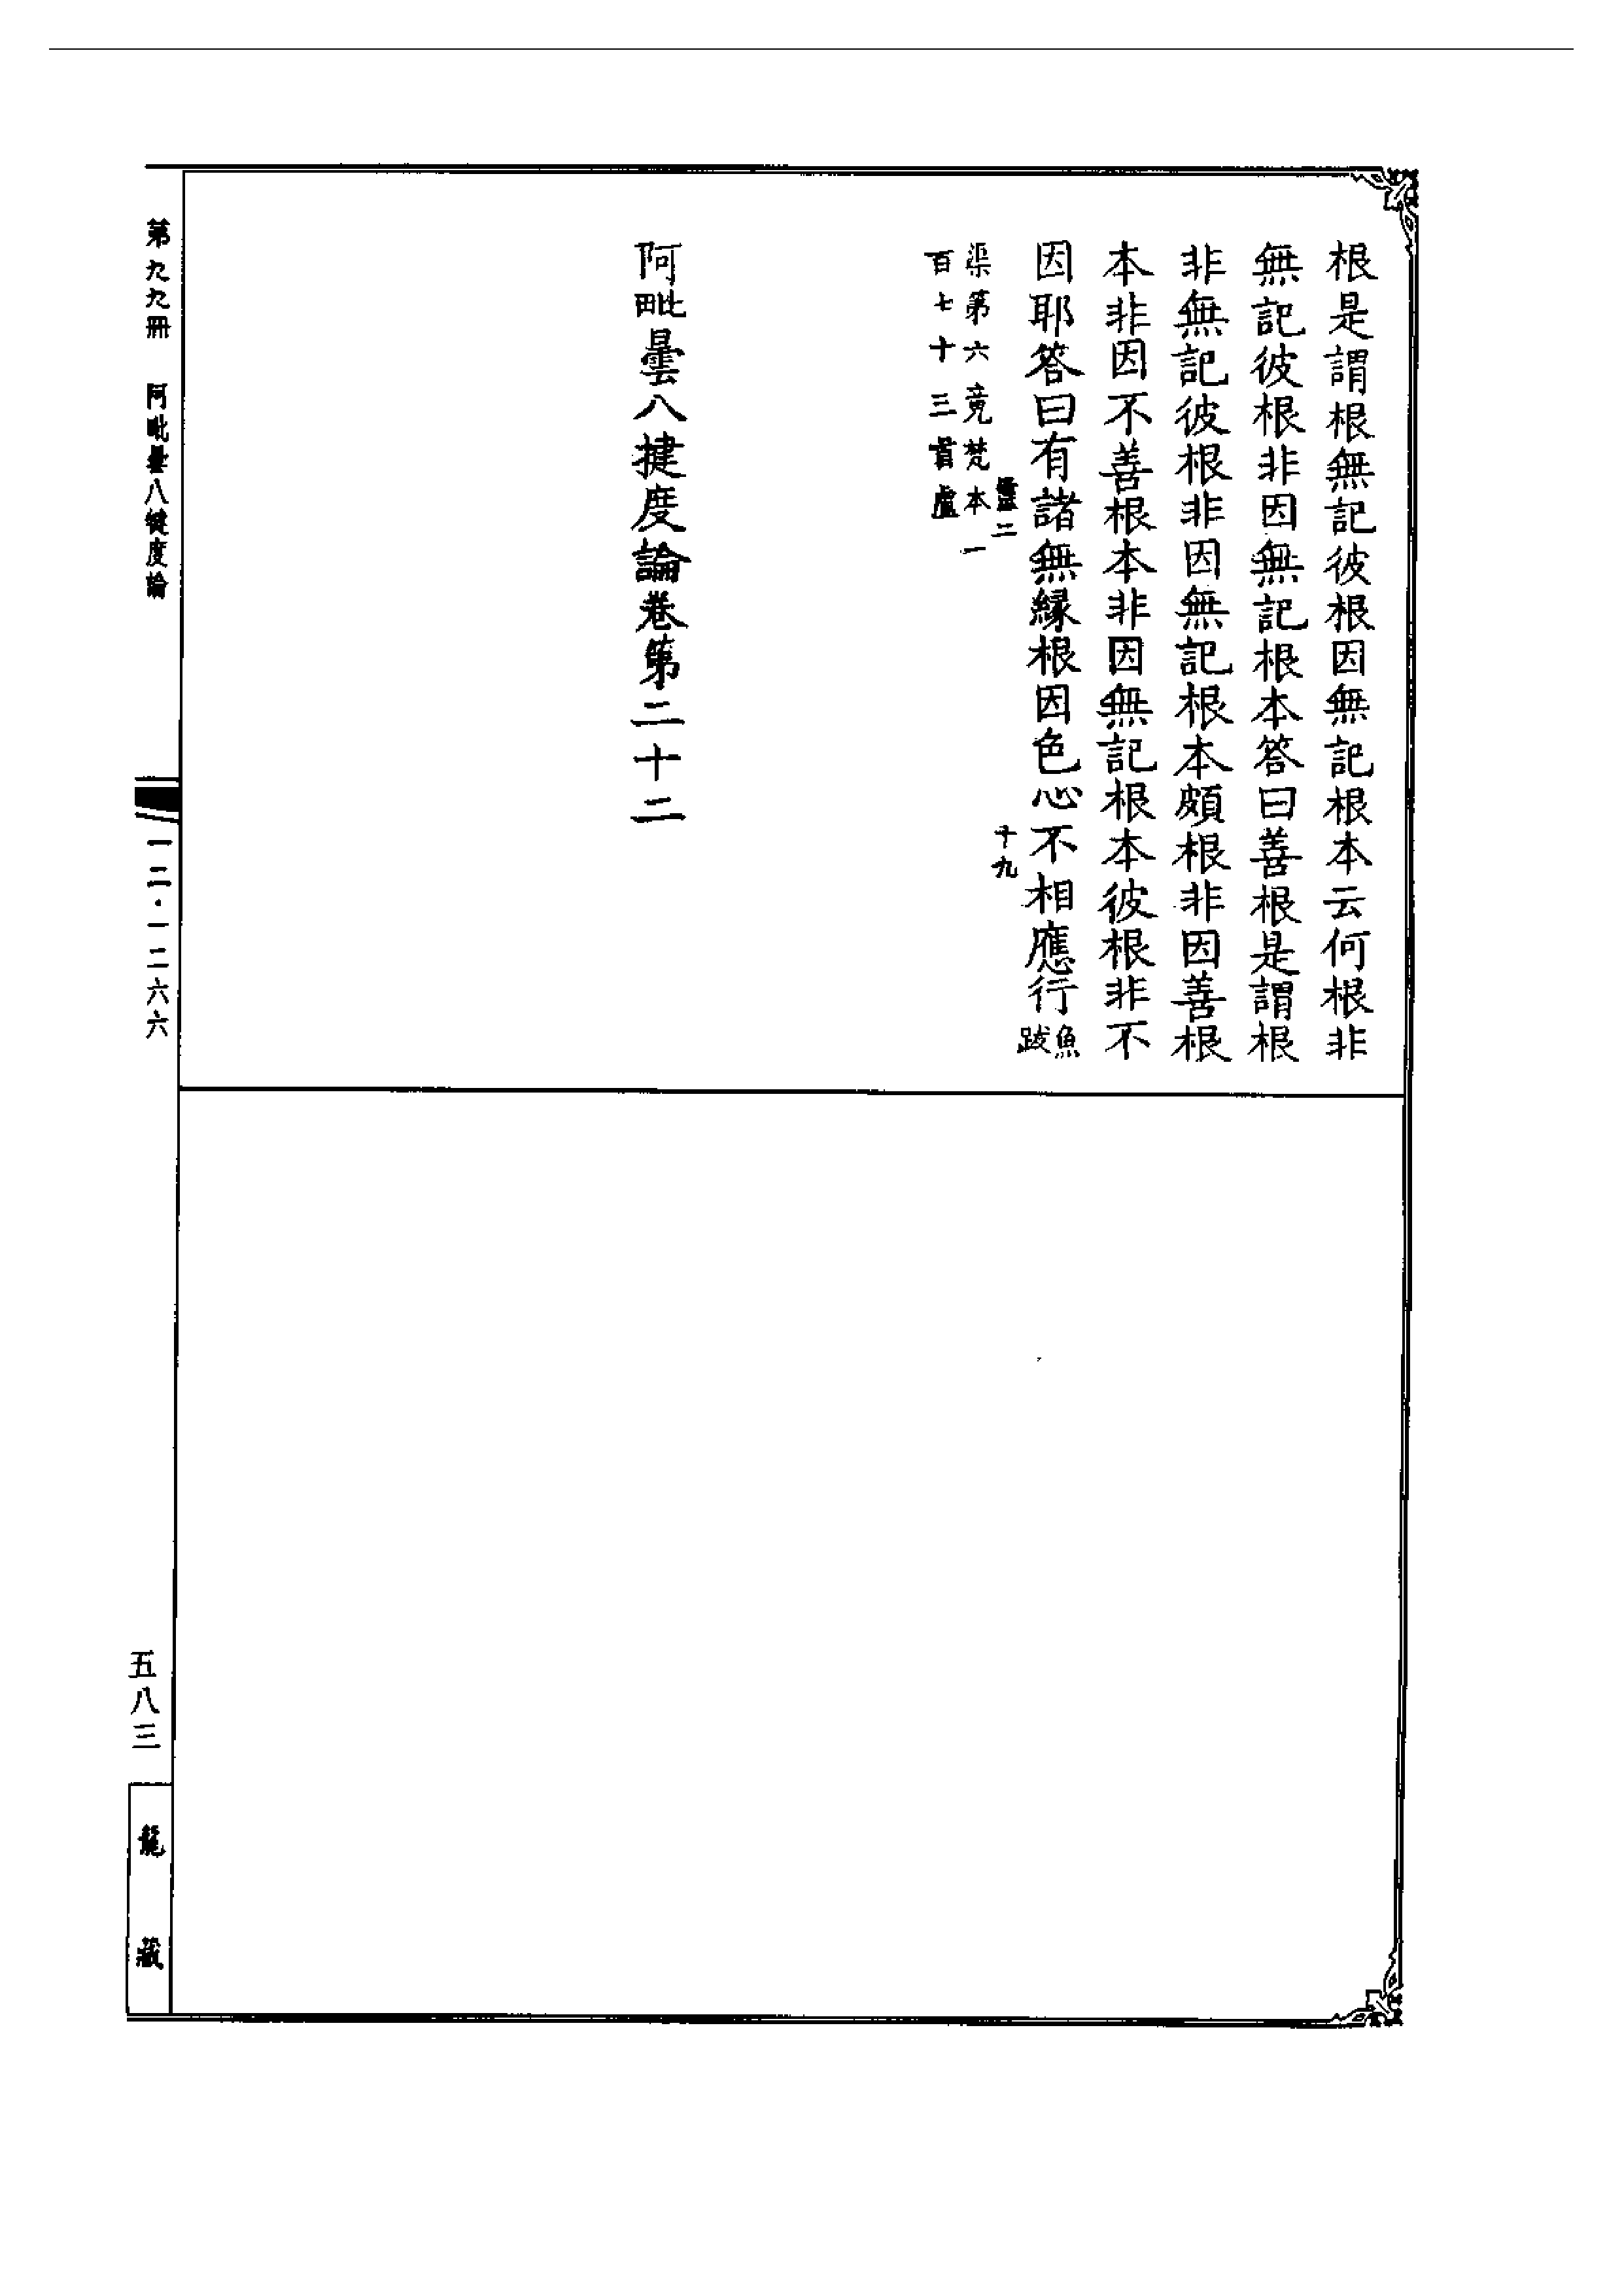 根是謂根無記彼根因無記根本云何根非
無記彼根非因無記根本答曰善根是謂根
非無記彼根非因無記根本頗根非因善根
本非因不善根本非因無記根本彼根非不
因耶答曰有諸無緣根因色心不相應行魚跋
二
十九
渠第六竟梵本一
百七十三首盧
阿毗曇八揵度論卷第二十二
第九九冊 阿毗曇八犍度論
一二·一二六六
五八三
龍藏